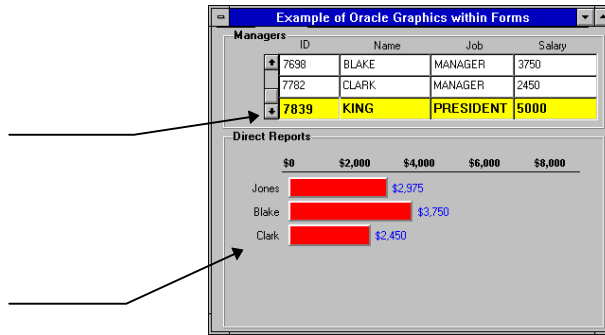 Example of Oracle Graphics within Forms
Managers
ID Name Job Salary
7698 BLAKE MANAGER 3750
7782 CLARK MANAGER 2450
7839 KING PRESIDENT 5000
Direct Reports
$0 $2,000 $4,000 $6,000 $8,000
Jones $2,975
Blake $3,750
Clark $2,450